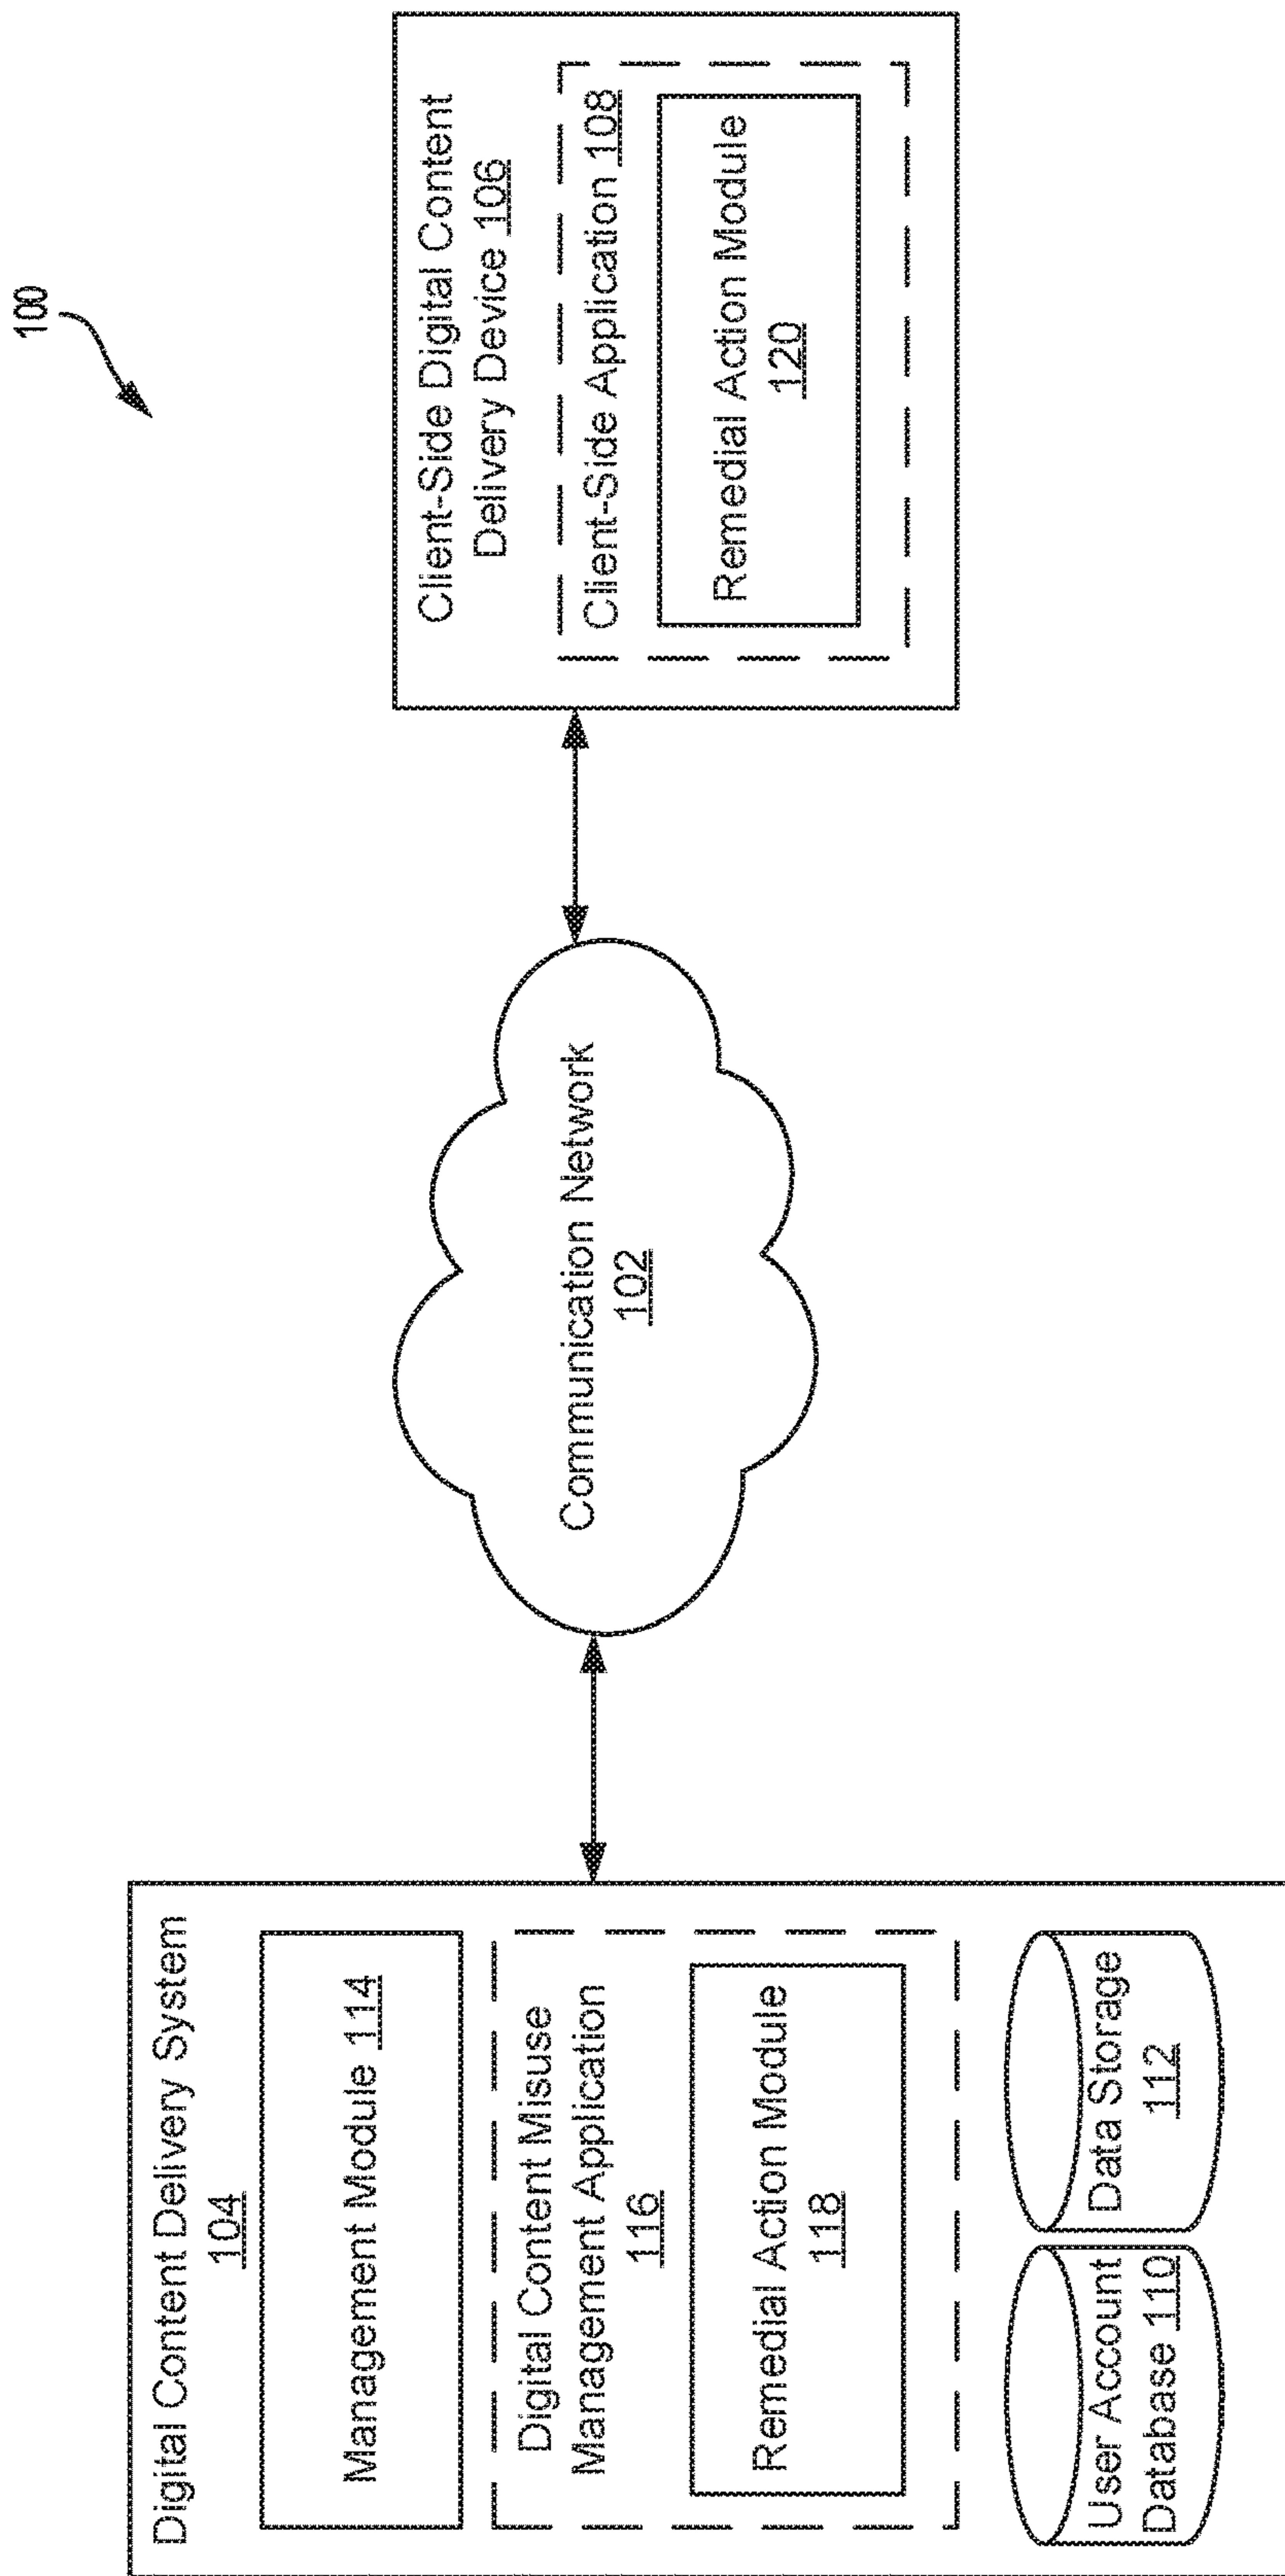 100
Digital Content Delivery System
104
Management Module 114
Digital Content Misuse
Management Application
116
Remedial Action Module
118
User Account
Database 110
Data Storage
112
Communication Network
102
Client-Side Digital Content
Delivery Device 106
Client-Side Application 108
Remedial Action Module
120